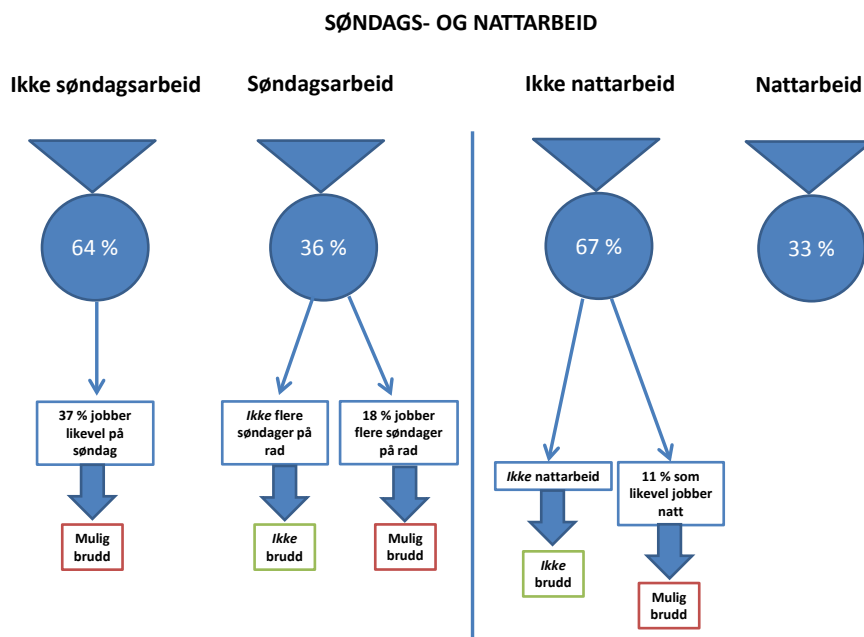 SØNDAGS- OG NATTARBEID
Ikke søndagsarbeid
Søndagsarbeid
Ikke nattarbeid
Nattarbeid
64 %
36 %
67 %
33 %
37 % jobber
likevel på
søndag
Ikke flere
søndager på
rad
18 % jobber
flere søndager
på rad
Ikke nattarbeid
11 % som
likevel jobber
natt
Mulig
brudd
Ikke
brudd
Mulig
brudd
Ikke
brudd
Mulig
brudd